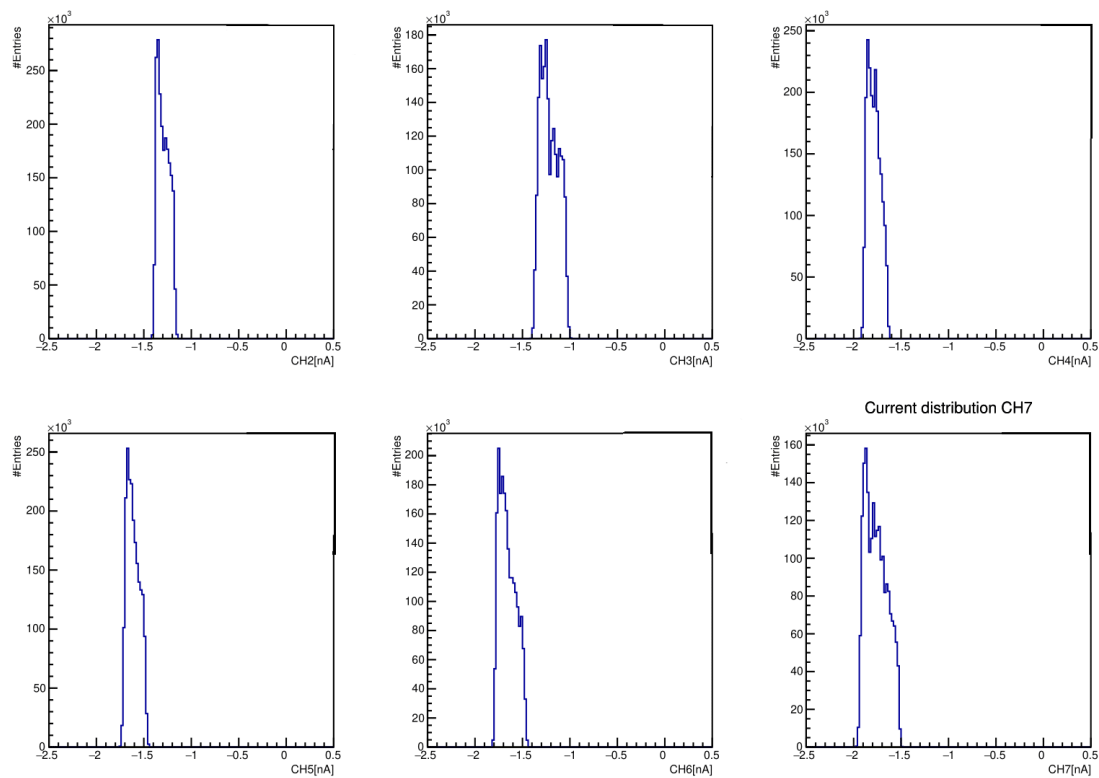 ×10³ ×10³ ×10³
#Entries #Entries #Entries
250 200 150 100 50 0
180 160 140 120 100 80 60 40 20 0
250 200 150 100 50 0
−2.5 −2 −1.5 −1 −0.5 0 0.5
−2.5 −2 −1.5 −1 −0.5 0 0.5
−2.5 −2 −1.5 −1 −0.5 0 0.5
CH2[nA] CH3[nA] CH4[nA]
Current distribution CH7
×10³ ×10³ ×10³
#Entries #Entries #Entries
250 200 150 100 50 0
200 180 160 140 120 100 80 60 40 20 0
160 140 120 100 80 60 40 20 0
−2.5 −2 −1.5 −1 −0.5 0 0.5
−2.5 −2 −1.5 −1 −0.5 0 0.5
−2.5 −2 −1.5 −1 −0.5 0 0.5
CH5[nA] CH6[nA] CH7[nA]